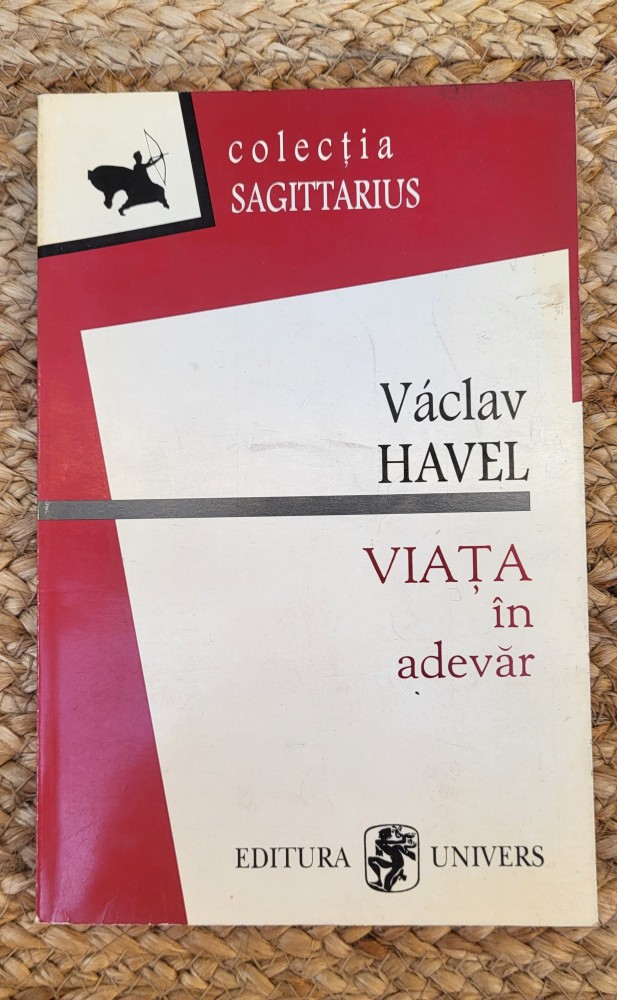 colecția
SAGITTARIUS
Václav
HAVEL
VIAȚA
în
adevăr
EDITURA UNIVERS